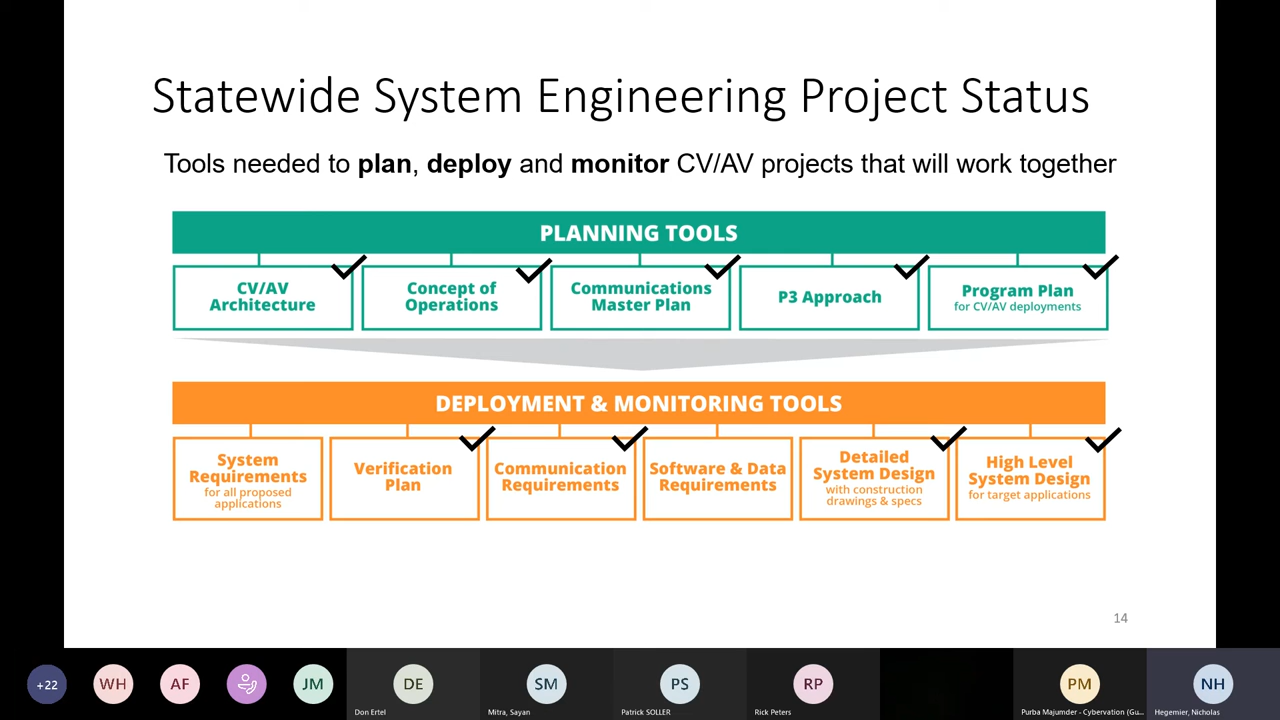 Statewide System Engineering Project Status
Tools needed to plan, deploy and monitor CV/AV projects that will work together
PLANNING TOOLS
CV/AV
Architecture
Concept of
Operations
Communications
Master Plan
P3 Approach
Program Plan
for CV/AV deployments
DEPLOYMENT & MONITORING TOOLS
System
Requirements
for all proposed
applications
Verification
Plan
Communication
Requirements
Software & Data
Requirements
Detailed
System Design
with construction
drawings & specs
High Level
System Design
for target applications
14
+22
WH
AF
JM
DE
Don Ertel
SM
Mitra, Sayan
PS
Patrick SOLLER
RP
Rick Peters
PM
Purba Majumder - Cybervation (Gu...
NH
Hegemier, Nicholas